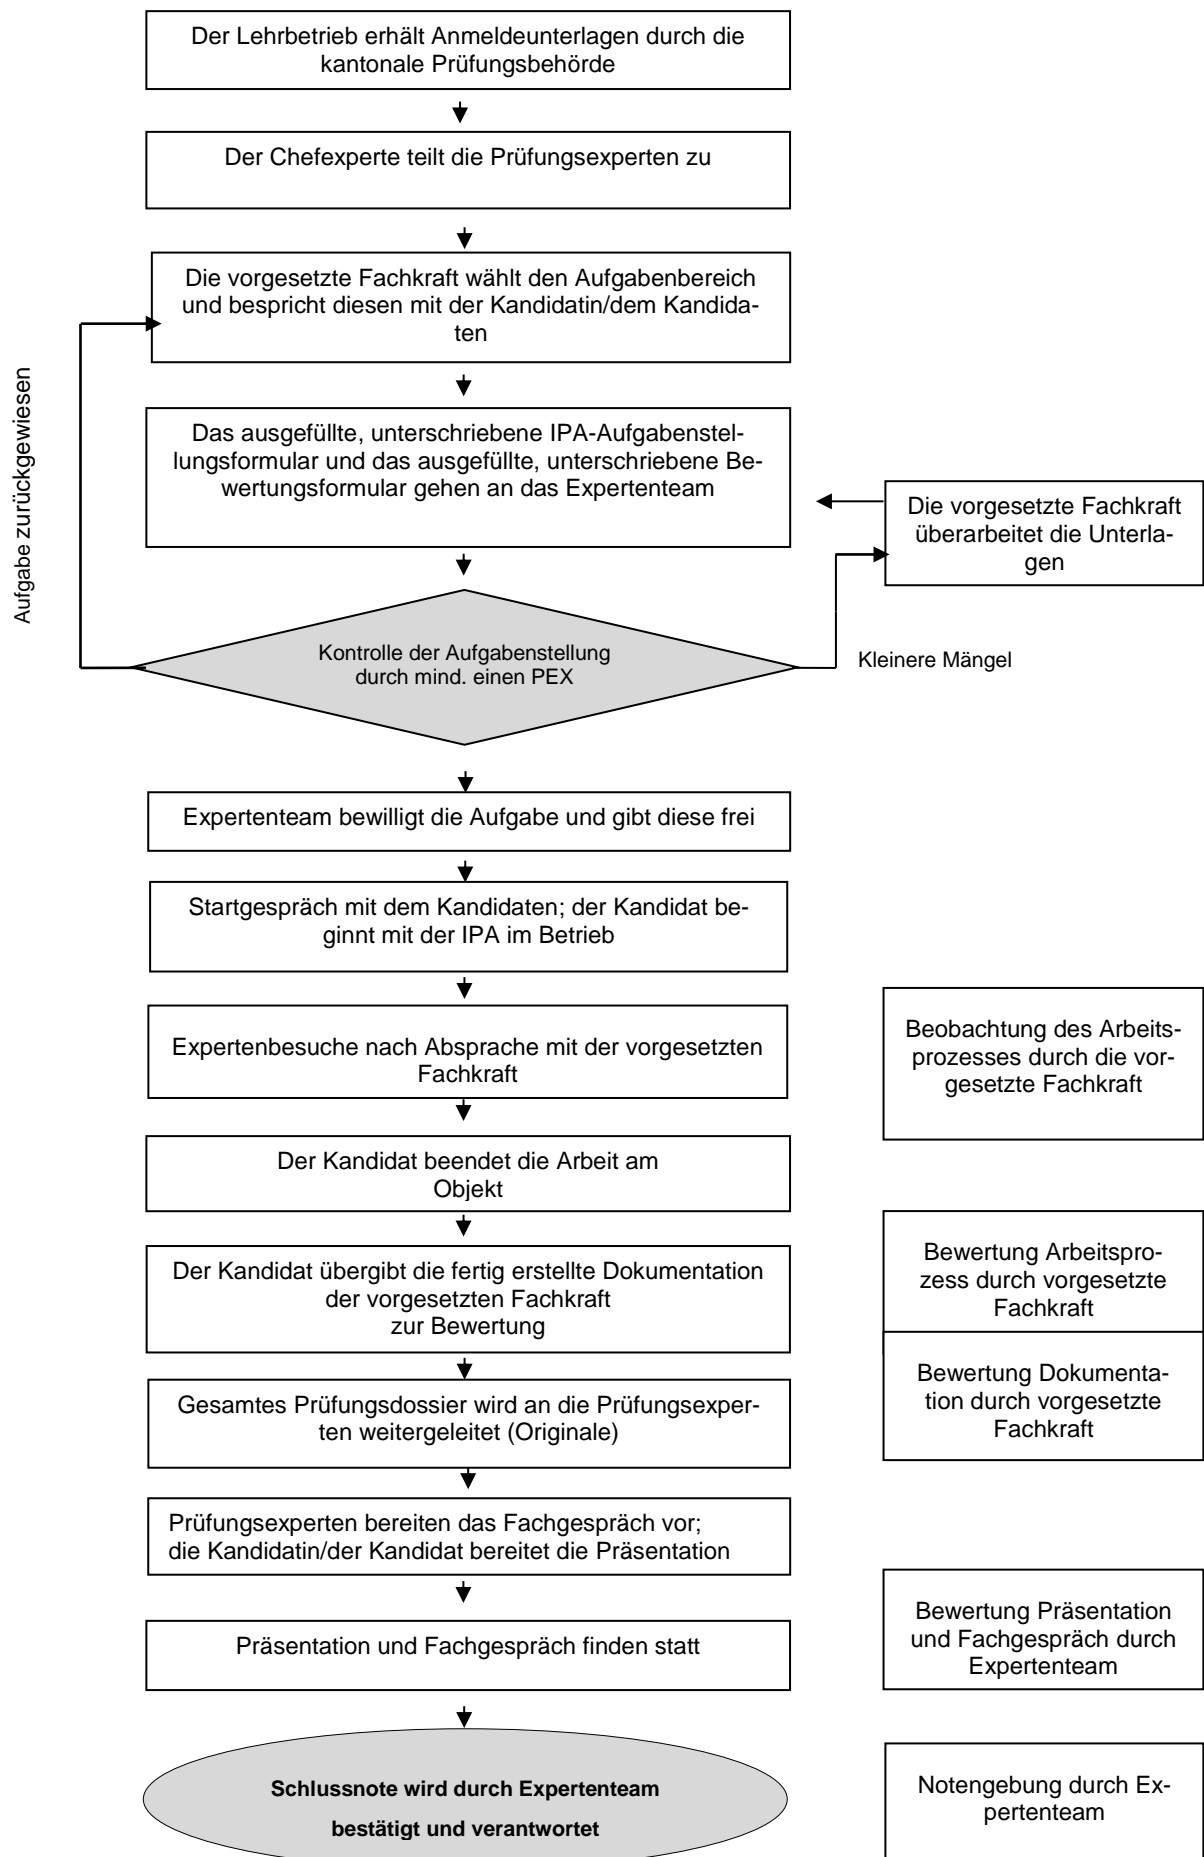 Der Lehrbetrieb erhält Anmeldeunterlagen durch die
kantonale Prüfungsbehörde
Der Chefexperte teilt die Prüfungsexperten zu
Die vorgesetzte Fachkraft wählt den Aufgabenbereich
und bespricht diesen mit der Kandidatin/dem Kandida-
ten
Aufgabe zurückgewiesen
Das ausgefüllte, unterschriebene IPA-Aufgabenstel-
lungsformular und das ausgefüllte, unterschriebene Be-
wertungsformular gehen an das Expertenteam
Die vorgesetzte Fachkraft
überarbeitet die Unterla-
gen
Kontrolle der Aufgabenstellung
durch mind. einen PEX
Kleinere Mängel
Expertenteam bewilligt die Aufgabe und gibt diese frei
Startgespräch mit dem Kandidaten; der Kandidat be-
ginnt mit der IPA im Betrieb
Expertenbesuche nach Absprache mit der vorgesetzten
Fachkraft
Beobachtung des Arbeits-
prozesses durch die vor-
gesetzte Fachkraft
Der Kandidat beendet die Arbeit am
Objekt
Der Kandidat übergibt die fertig erstellte Dokumentation
der vorgesetzten Fachkraft
zur Bewertung
Bewertung Arbeitspro-
zess durch vorgesetzte
Fachkraft
Bewertung Dokumenta-
tion durch vorgesetzte
Fachkraft
Gesamtes Prüfungsdossier wird an die Prüfungsexper-
ten weitergeleitet (Originale)
Prüfungsexperten bereiten das Fachgespräch vor;
die Kandidatin/der Kandidat bereitet die Präsentation
Präsentation und Fachgespräch finden statt
Bewertung Präsentation
und Fachgespräch durch
Expertenteam
Schlussnote wird durch Expertenteam
bestätigt und verantwortet
Notengebung durch Ex-
pertenteam